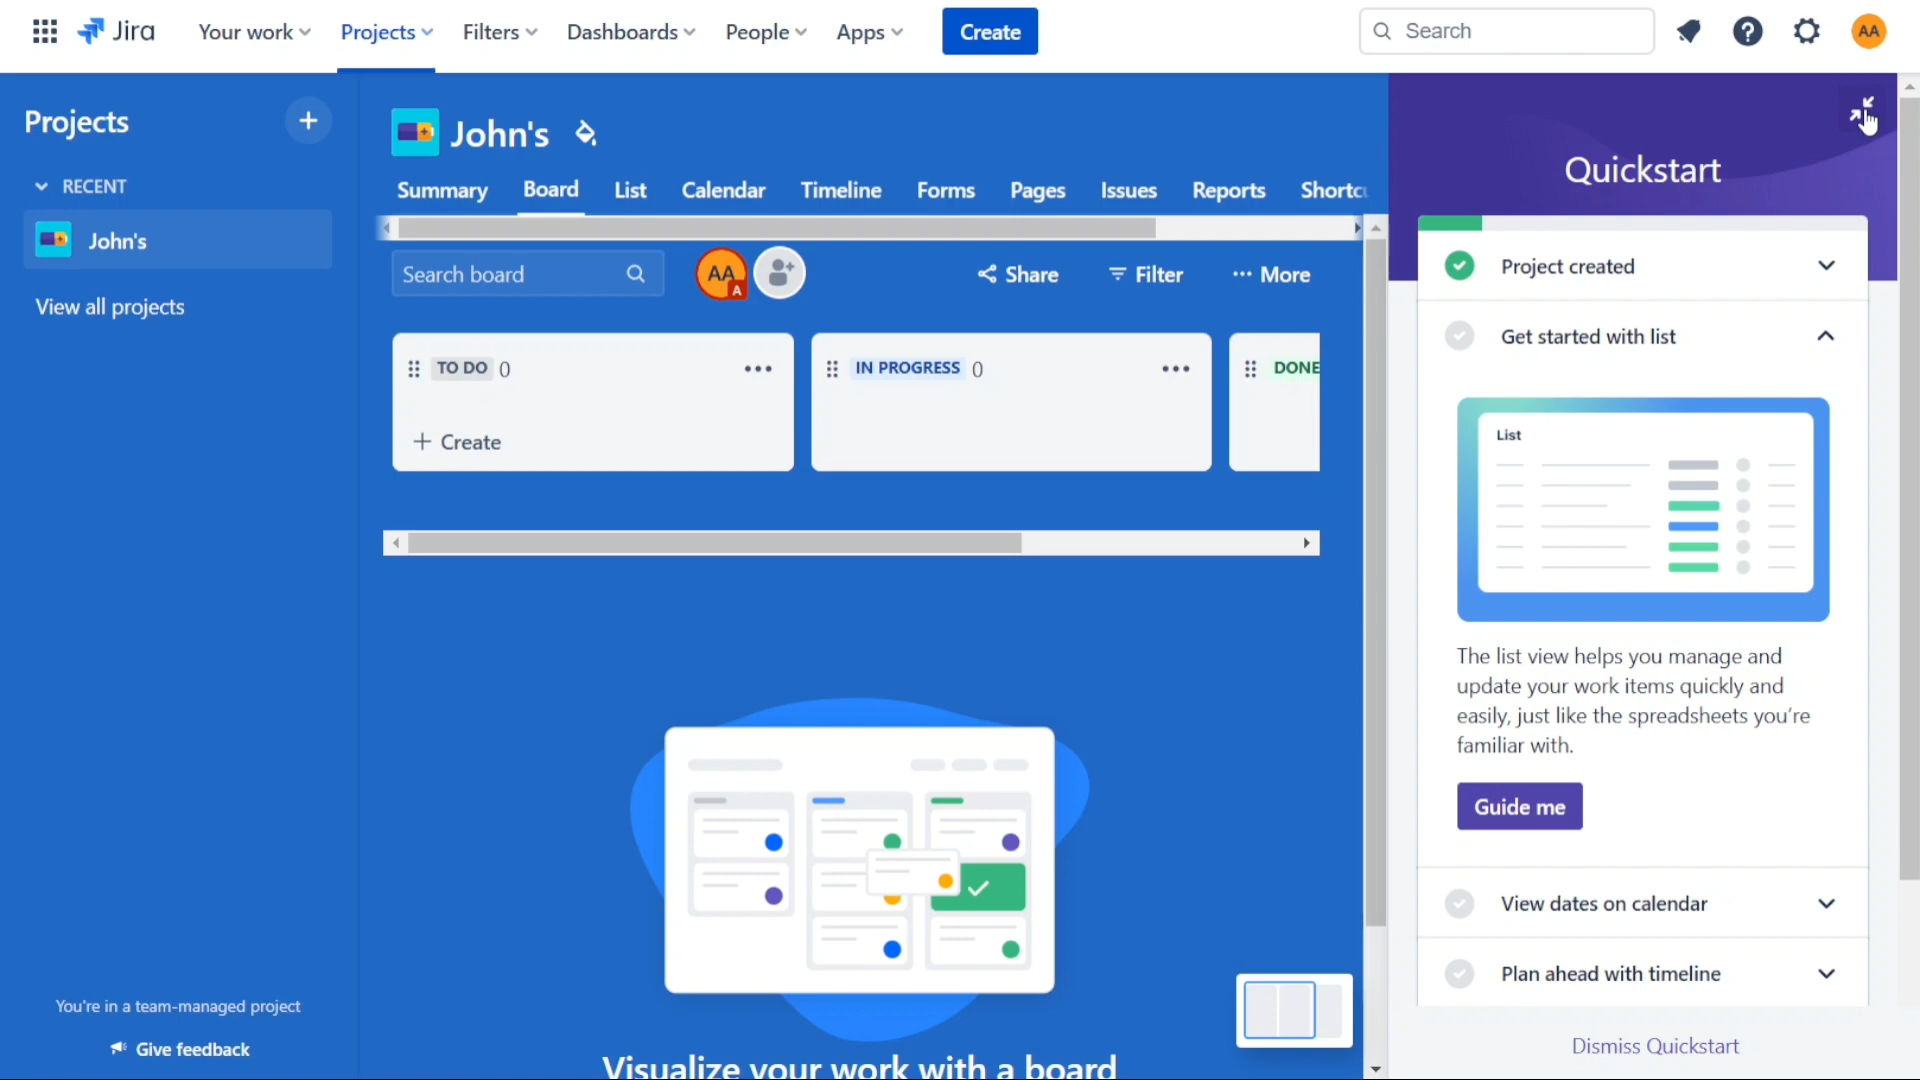 Jira
Your work
Projects
Filters
Dashboards
People
Apps
Create
Search
AA
Projects
+
RECENT
John's
View all projects
You're in a team-managed project
Give feedback
John's
Summary
Board
List
Calendar
Timeline
Forms
Pages
Issues
Reports
Shortcu
Search board
AA
A
Share
Filter
More
TO DO 0
+ Create
IN PROGRESS 0
DONE
Visualize your work with a board
Quickstart
Project created
Get started with list
List
The list view helps you manage and
update your work items quickly and
easily, just like the spreadsheets you're
familiar with.
Guide me
View dates on calendar
Plan ahead with timeline
Dismiss Quickstart